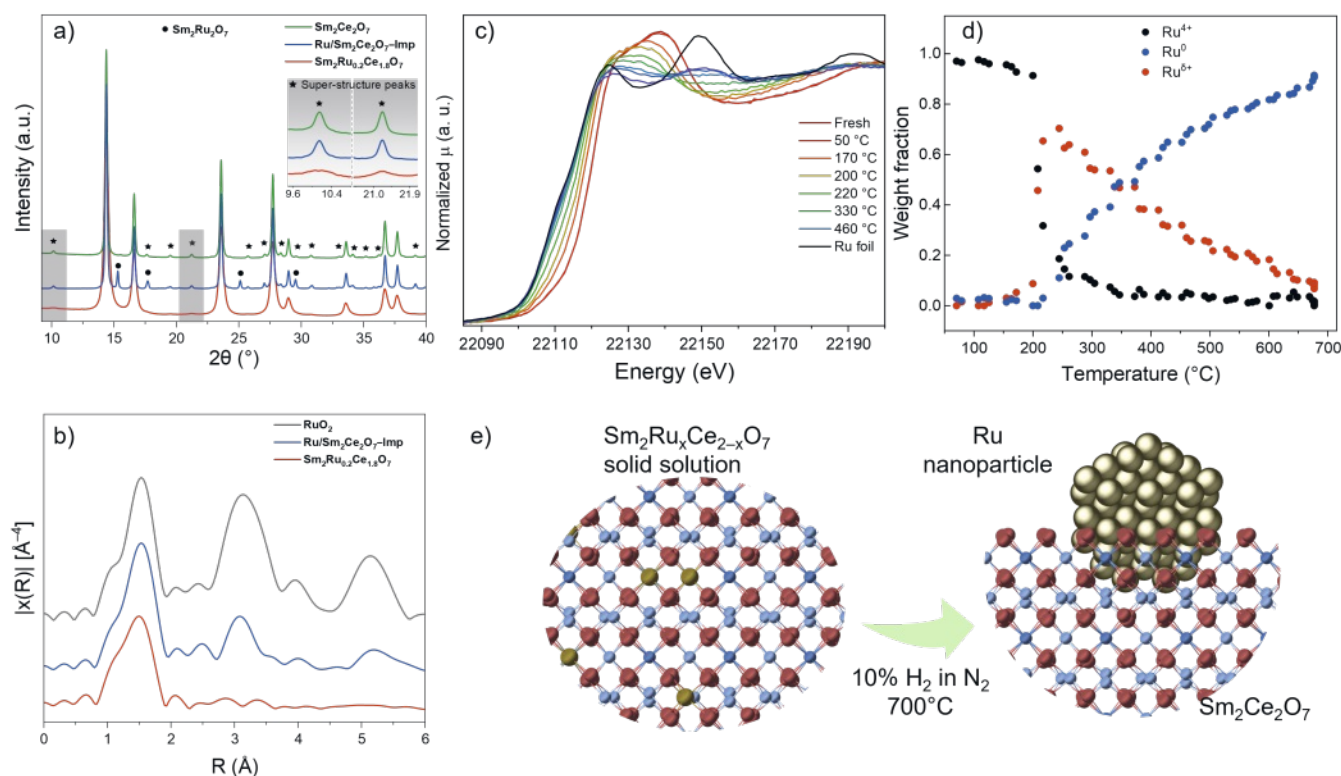 a)
● Sm₂Ru₂O₇
Sm₂Ce₂O₇
Ru/Sm₂Ce₂O₇–Imp
Sm₂Ru₀.₂Ce₁.₈O₇
★ Super-structure peaks
9.6 10.4 21.0 21.9
Intensity (a.u.)
10 15 20 25 30 35 40
2θ (°)
c)
Normalized μ (a. u.)
Fresh
50 °C
170 °C
200 °C
220 °C
330 °C
460 °C
Ru foil
22090 22110 22130 22150 22170 22190
Energy (eV)
d)
Ru⁴⁺
Ru⁰
Ruᵟ⁺
Weight fraction
1.0
0.8
0.6
0.4
0.2
0.0
100 200 300 400 500 600 700
Temperature (°C)
b)
RuO₂
Ru/Sm₂Ce₂O₇–Imp
Sm₂Ru₀.₂Ce₁.₈O₇
|x(R)| [Å⁻⁴]
0 1 2 3 4 5 6
R (Å)
e)
Sm₂RuₓCe₂₋ₓO₇
solid solution
Ru
nanoparticle
10% H₂ in N₂
700°C
Sm₂Ce₂O₇